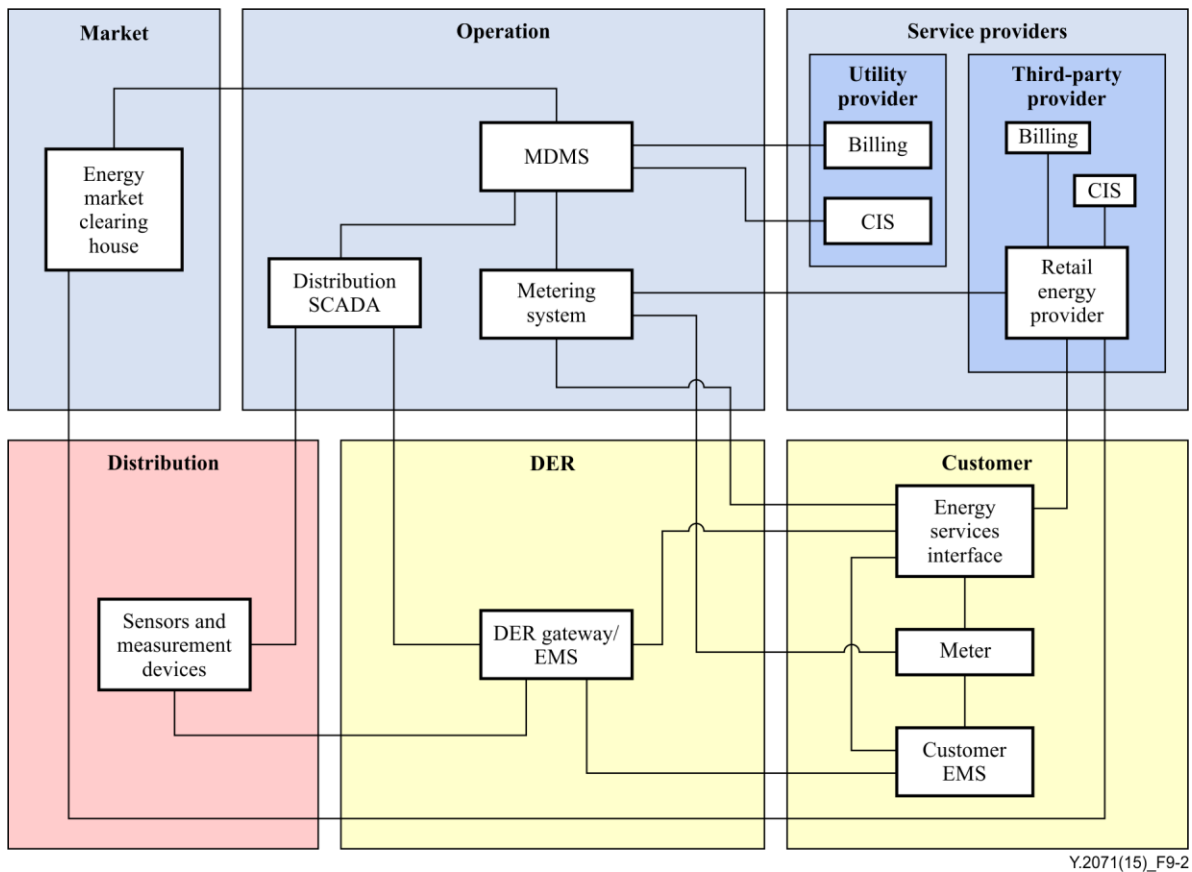 Market
Operation
Service providers
Utility
provider
Third-party
provider
Billing
Billing
MDMS
Energy
market
clearing
house
CIS
CIS
Distribution
SCADA
Metering
system
Retail
energy
provider
Distribution
DER
Customer
Energy
services
interface
Sensors and
measurement
devices
DER gateway/
EMS
Meter
Customer
EMS
Y.2071(15)_F9-2